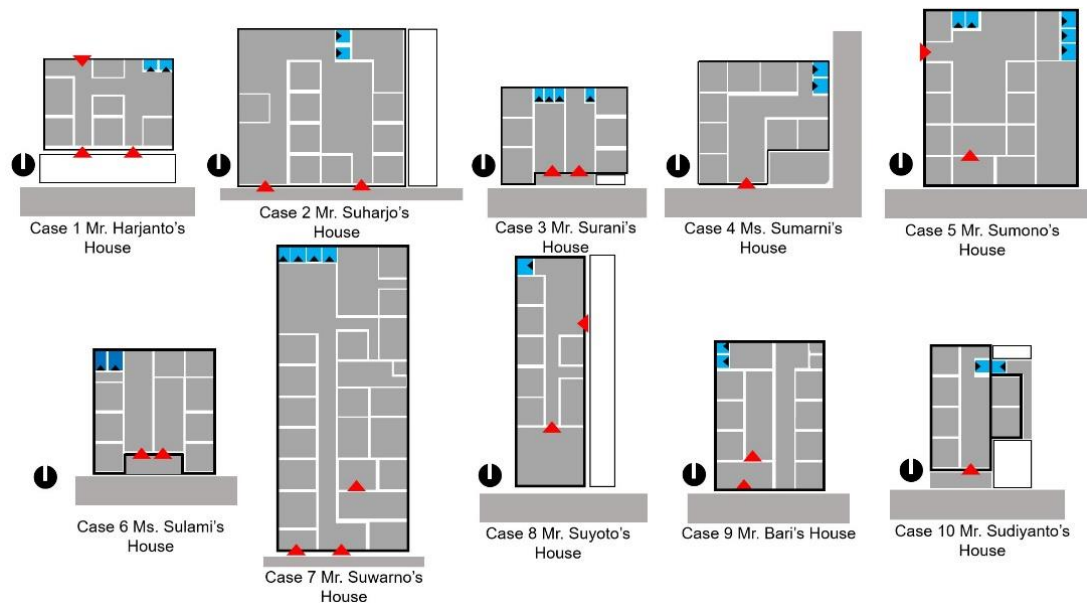 Case 1 Mr. Harjanto's
House
Case 2 Mr. Suharjo's
House
Case 3 Mr. Surani's
House
Case 4 Ms. Sumarni's
House
Case 5 Mr. Sumono's
House
Case 6 Ms. Sulami's
House
Case 7 Mr. Suwarno's
House
Case 8 Mr. Suyoto's
House
Case 9 Mr. Bari's House
Case 10 Mr. Sudiyanto's
House